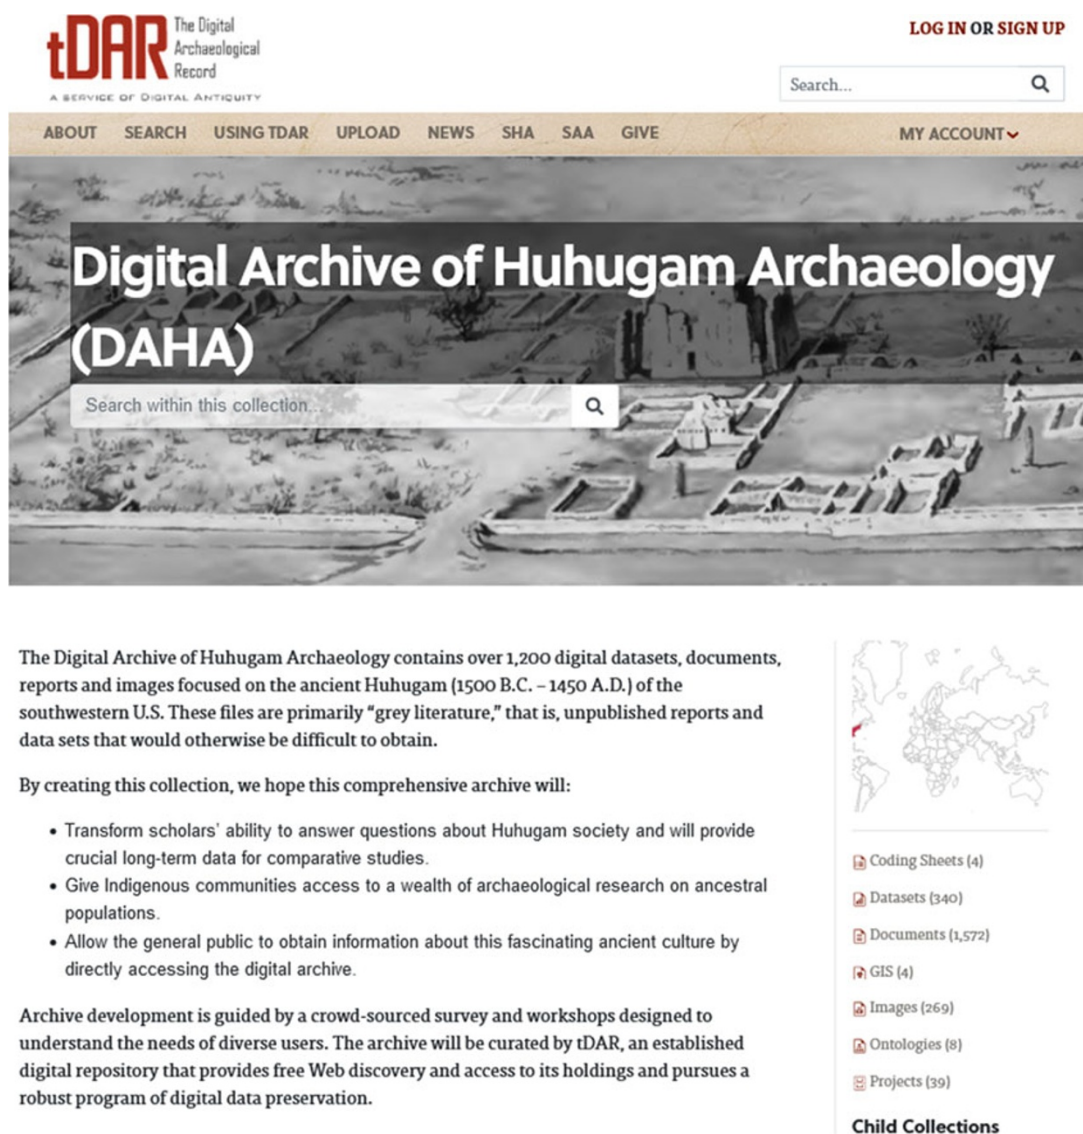 tDAR The Digital
Archaeological
Record
A SERVICE OF DIGITAL ANTIQUITY
LOG IN OR SIGN UP
Search...
ABOUT SEARCH USING TDAR UPLOAD NEWS SHA SAA GIVE MY ACCOUNT
Digital Archive of Huhugam Archaeology
(DAHA)
Search within this collection...
The Digital Archive of Huhugam Archaeology contains over 1,200 digital datasets, documents,
reports and images focused on the ancient Huhugam (1500 B.C. – 1450 A.D.) of the
southwestern U.S. These files are primarily “grey literature,” that is, unpublished reports and
data sets that would otherwise be difficult to obtain.
By creating this collection, we hope this comprehensive archive will:
• Transform scholars’ ability to answer questions about Huhugam society and will provide
crucial long-term data for comparative studies.
• Give Indigenous communities access to a wealth of archaeological research on ancestral
populations.
• Allow the general public to obtain information about this fascinating ancient culture by
directly accessing the digital archive.
Archive development is guided by a crowd-sourced survey and workshops designed to
understand the needs of diverse users. The archive will be curated by tDAR, an established
digital repository that provides free Web discovery and access to its holdings and pursues a
robust program of digital data preservation.
Coding Sheets (4)
Datasets (340)
Documents (1,572)
GIS (4)
Images (269)
Ontologies (8)
Projects (39)
Child Collections